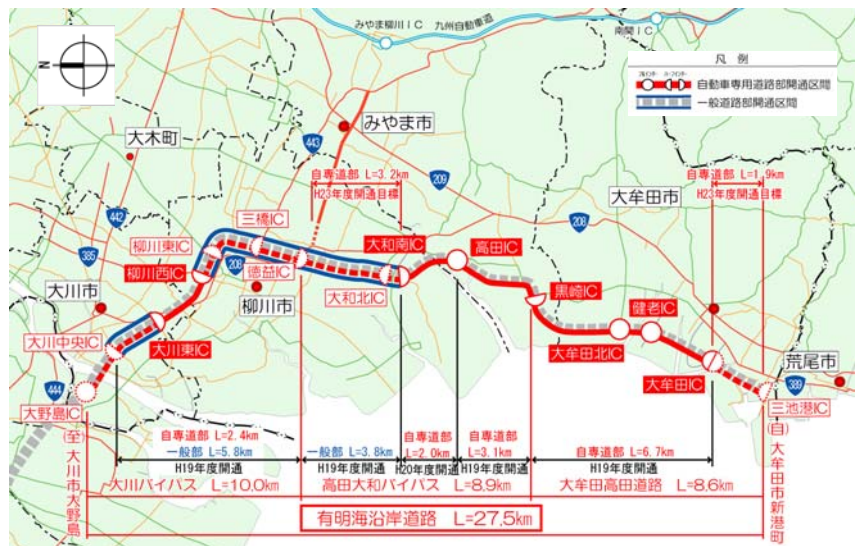 みやま柳川IC 九州自動車道
南関IC
N
凡 例
フルインター ハーフインター
自動車専用道路部開通区間
一般道路部開通区間
みやま市
大木町
443
自専道部 L=3.2km
H23年度開通目標
209
自専道部 L=1.9km
H23年度開通目標
大牟田市
208
442
三橋IC
柳川東IC
大和南IC
高田IC
385
柳川西IC
208
徳益IC
黒崎IC
健老IC
大川市
柳川市
大和北IC
大川中央IC
大川東IC
大牟田北IC
荒尾市
大牟田IC
444
389
大野島IC
三池港IC
(至)大川市大野島
(自)大牟田市新港町
自専道部 L=2.4km
一般部 L=5.8km
H19年度開通
一般部 L=3.8km
H19年度開通
自専道部
L=2.0km
H20年度開通
自専道部
L=3.1km
H19年度開通
自専道部 L=6.7km
H19年度開通
大川バイパス L=10.0km
高田大和バイパス L=8.9km
大牟田高田道路 L=8.6km
有明海沿岸道路 L=27.5km